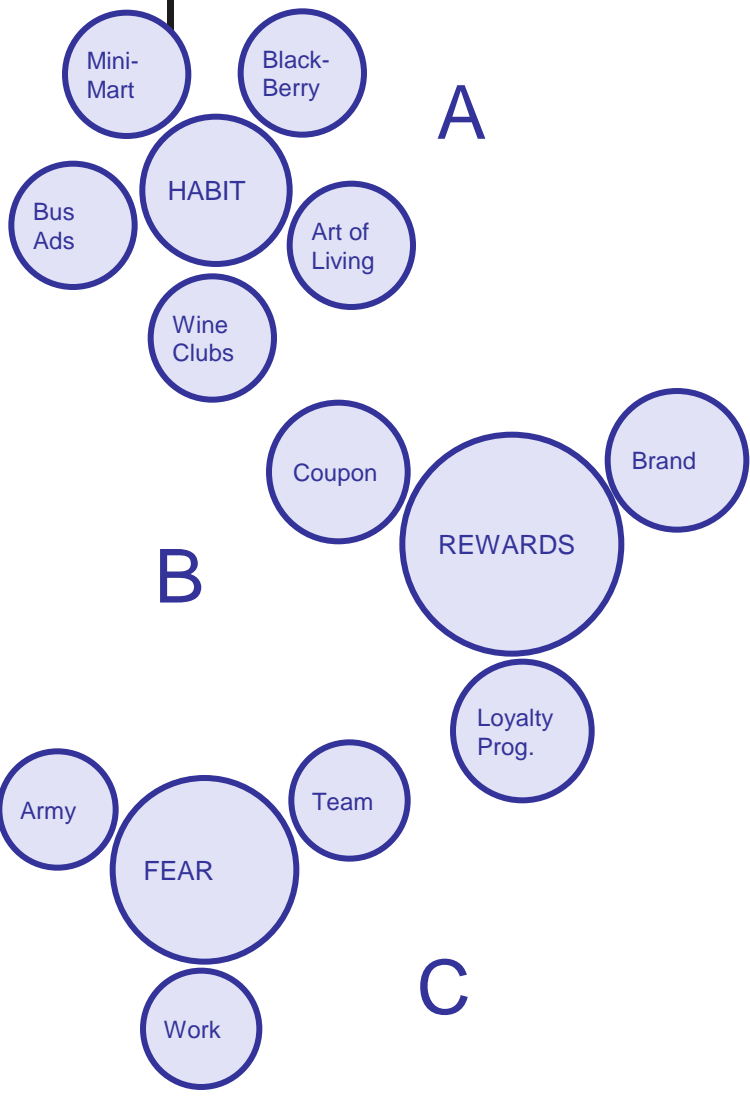 Mini-
Mart
Black-
Berry
A
HABIT
Bus
Ads
Art of
Living
Wine
Clubs
Coupon
Brand
REWARDS
B
Loyalty
Prog.
Army
Team
FEAR
C
Work